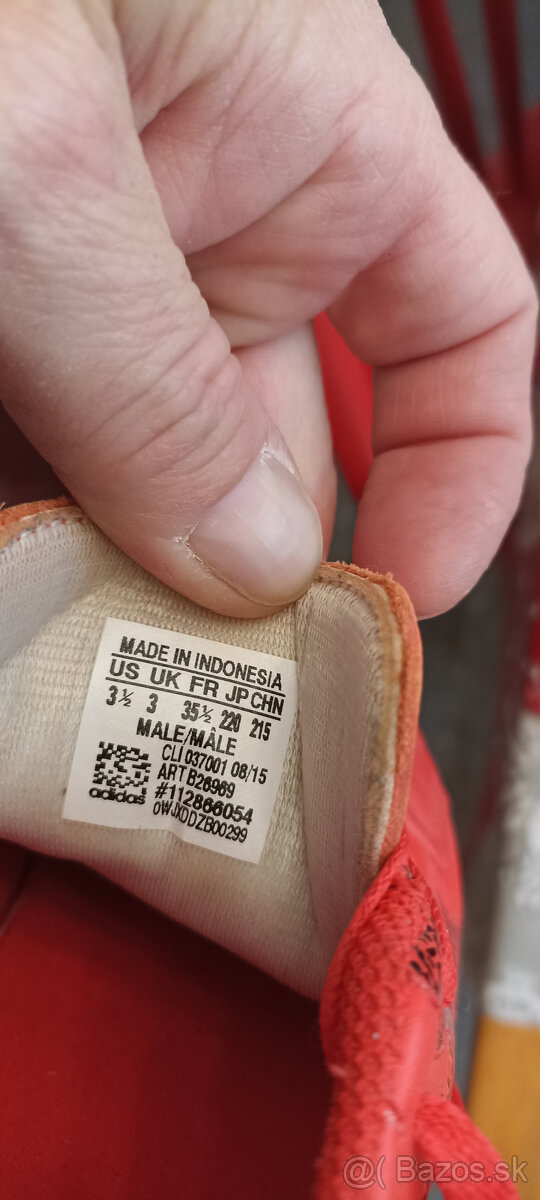 MADE IN INDONESIA
US UK FR JP CHN
3½ 3 35½ 220 215
MALE/MÂLE
CLI 037001 08/15
ART B26969
#112866054
0WJXDDZB00299
adidas
@( Bazos.sk